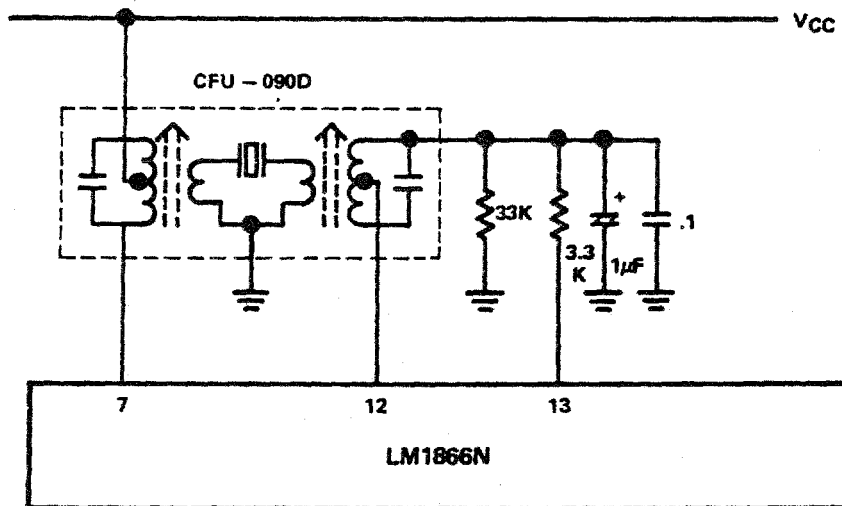 VCC
CFU – 090D
33K
3.3
K
+
1µF
.1
7
12
13
LM1866N